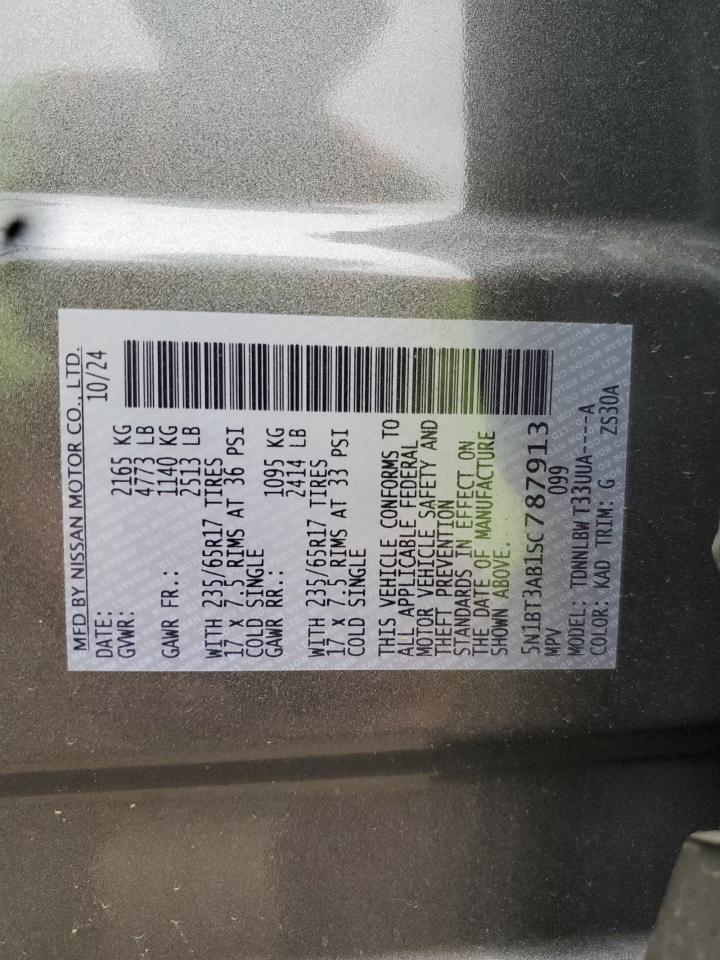 MFD BY NISSAN MOTOR CO., LTD.
DATE: 10/24
GVWR: 2165 KG
4773 LB
GAWR FR.: 1140 KG
2513 LB
WITH 235/65R17 TIRES
17 X 7.5 RIMS AT 36 PSI
COLD SINGLE
GAWR RR.: 1095 KG
2414 LB
WITH 235/65R17 TIRES
17 X 7.5 RIMS AT 33 PSI
COLD SINGLE
THIS VEHICLE CONFORMS TO
ALL APPLICABLE FEDERAL
MOTOR VEHICLE SAFETY AND
THEFT PREVENTION
STANDARDS IN EFFECT ON
THE DATE OF MANUFACTURE
SHOWN ABOVE.
5N1BT3AB1SC787913
MPV 099
MODEL: TDNNLBW T33UUA----A
COLOR: KAD TRIM: G ZS30A